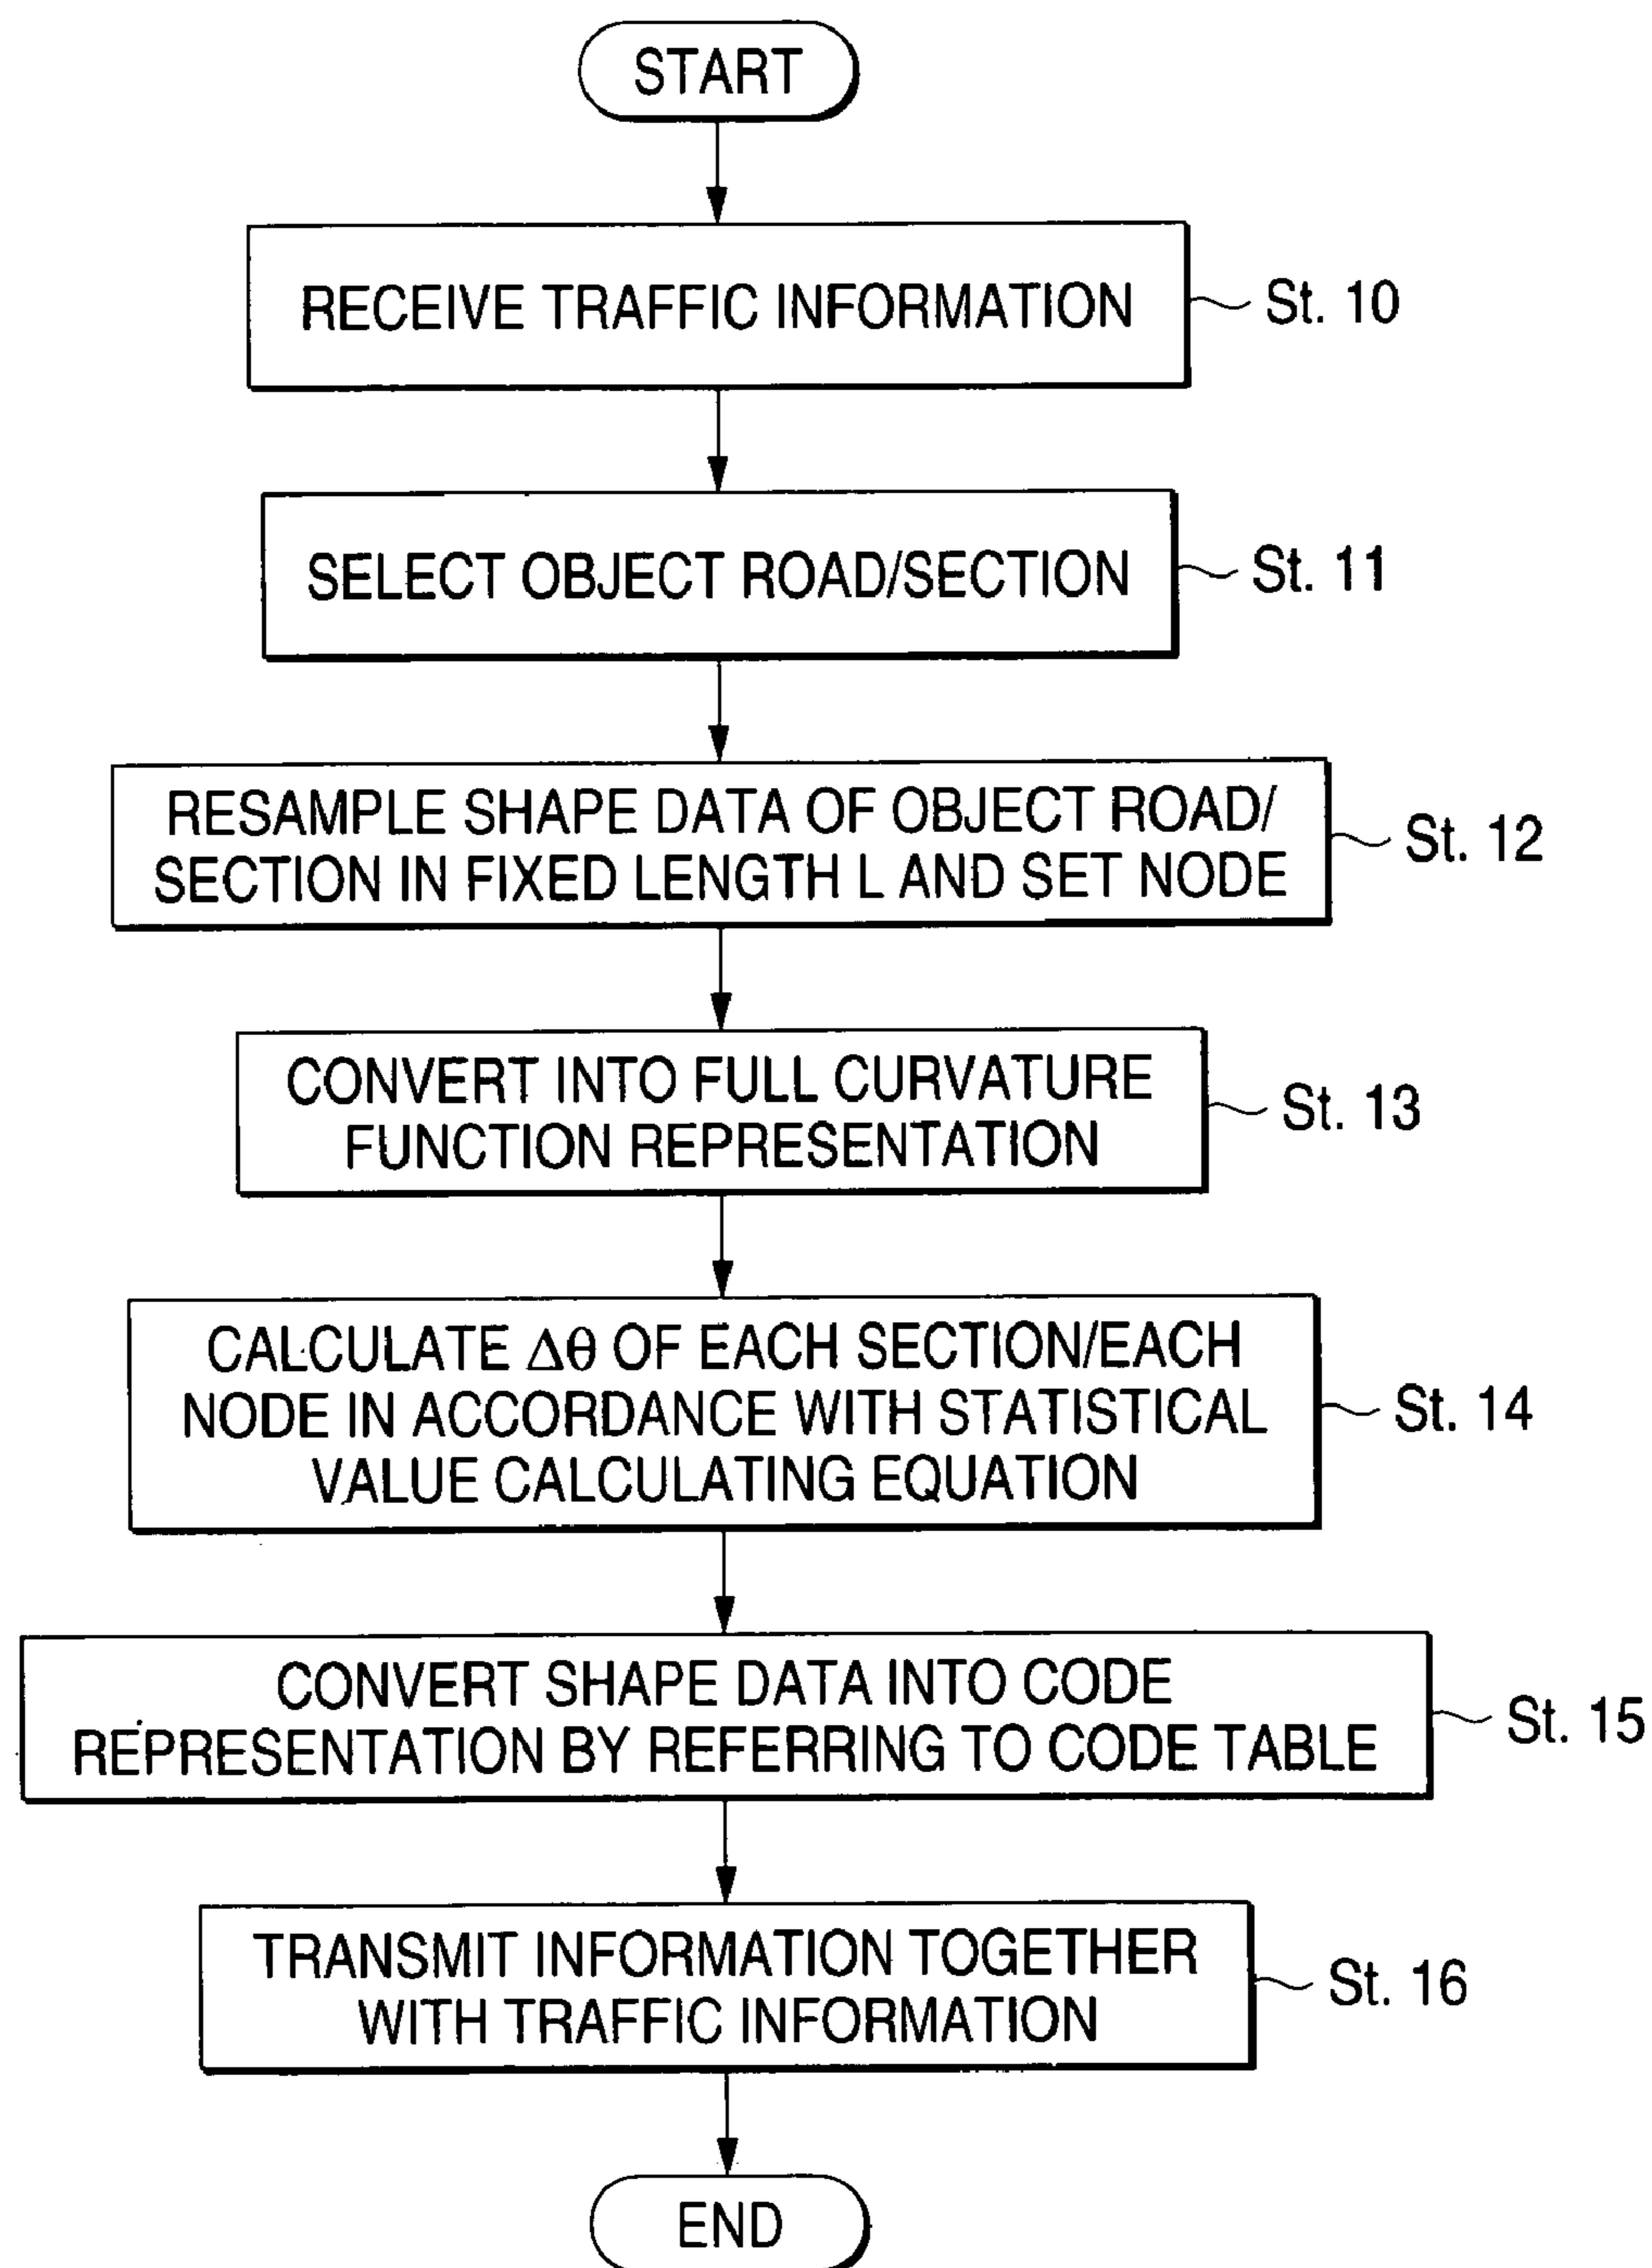 START
RECEIVE TRAFFIC INFORMATION
St. 10
SELECT OBJECT ROAD/SECTION
St. 11
RESAMPLE SHAPE DATA OF OBJECT ROAD/
SECTION IN FIXED LENGTH L AND SET NODE
St. 12
CONVERT INTO FULL CURVATURE
FUNCTION REPRESENTATION
St. 13
CALCULATE Δθ OF EACH SECTION/EACH
NODE IN ACCORDANCE WITH STATISTICAL
VALUE CALCULATING EQUATION
St. 14
CONVERT SHAPE DATA INTO CODE
REPRESENTATION BY REFERRING TO CODE TABLE
St. 15
TRANSMIT INFORMATION TOGETHER
WITH TRAFFIC INFORMATION
St. 16
END